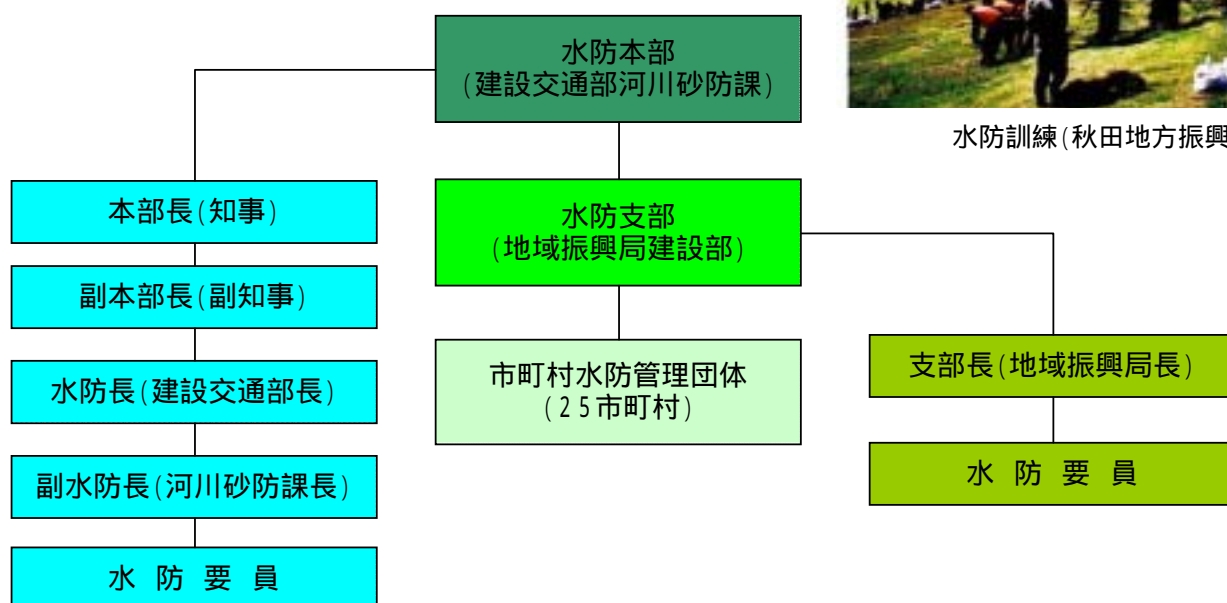 水防本部
(建設交通部河川砂防課)
水防訓練(秋田地方振興
本部長(知事)
副本部長(副知事)
水防長(建設交通部長)
副水防長(河川砂防課長)
水 防 要 員
水防支部
(地域振興局建設部)
市町村水防管理団体
(25市町村)
支部長(地域振興局長)
水 防 要 員